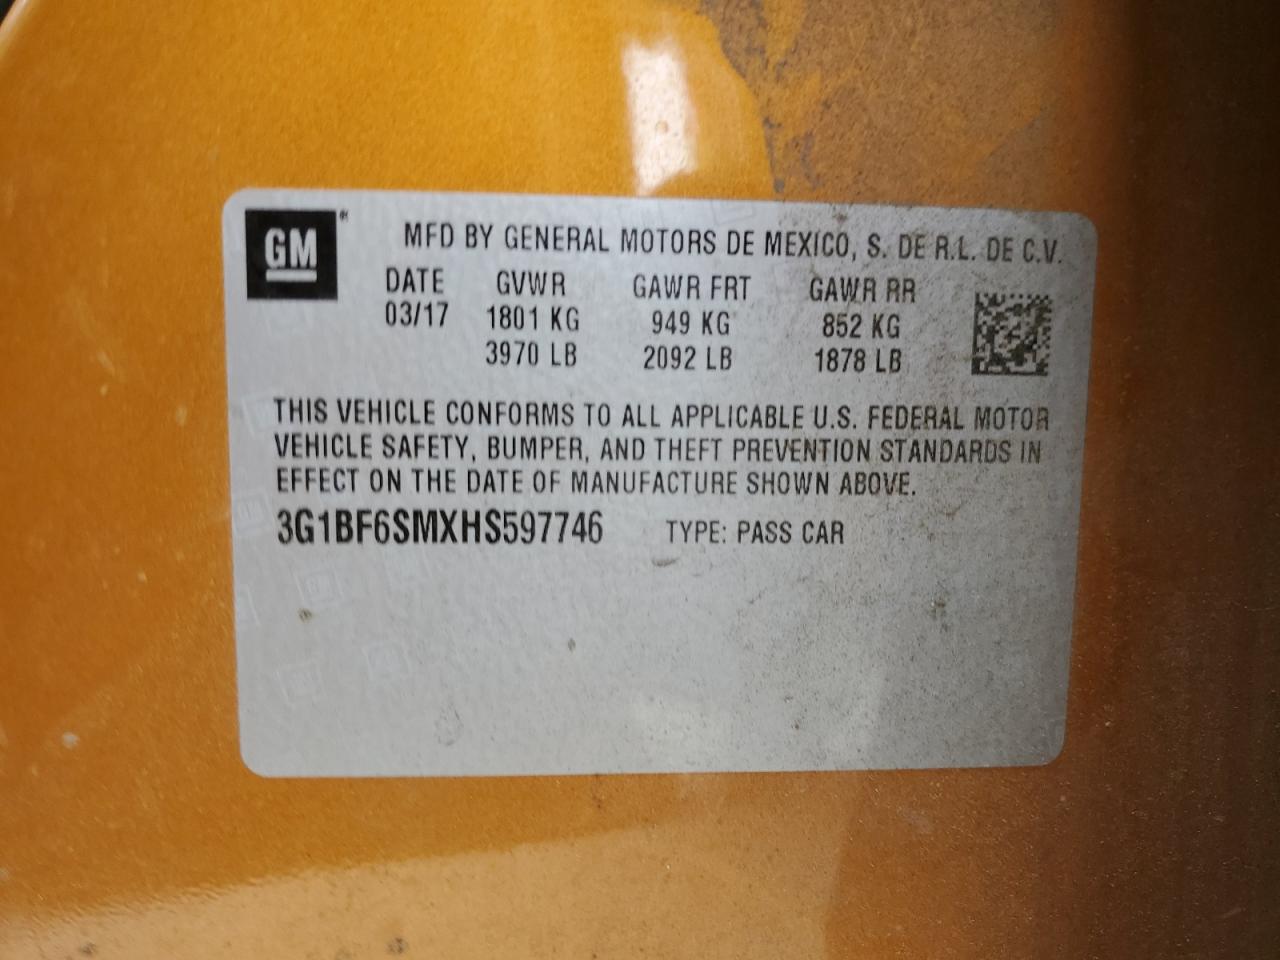 GM
MFD BY GENERAL MOTORS DE MEXICO, S. DE R.L. DE C.V.
DATE GVWR GAWR FRT GAWR RR
03/17 1801 KG 949 KG 852 KG
3970 LB 2092 LB 1878 LB
THIS VEHICLE CONFORMS TO ALL APPLICABLE U.S. FEDERAL MOTOR
VEHICLE SAFETY, BUMPER, AND THEFT PREVENTION STANDARDS IN
EFFECT ON THE DATE OF MANUFACTURE SHOWN ABOVE.
3G1BF6SMXHS597746 TYPE: PASS CAR